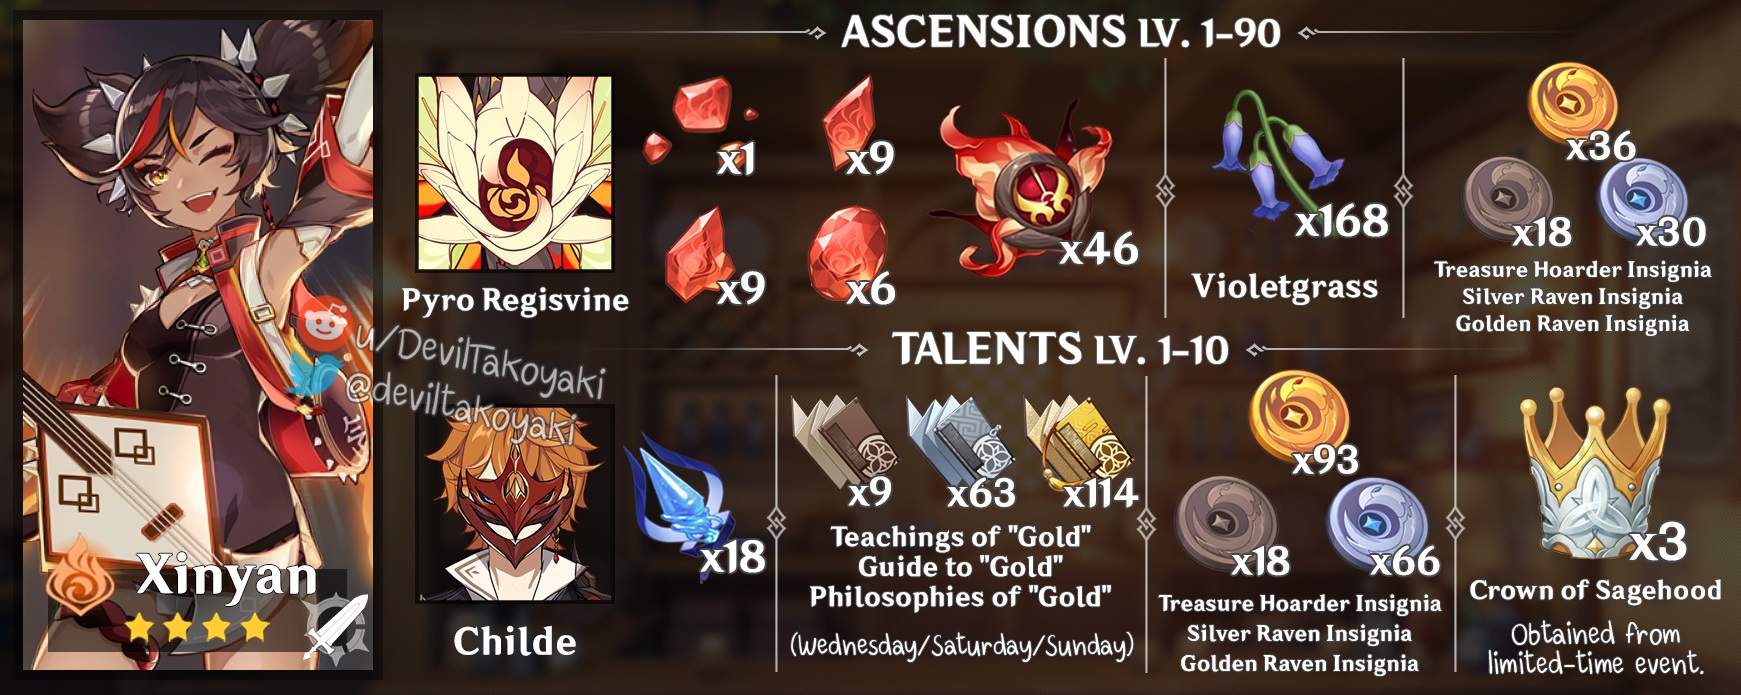 ASCENSIONS LV. 1-90
x1
x9
x9
x6
Pyro Regisvine
x46
x168
Violetgrass
x36
x18
x30
Treasure Hoarder Insignia
Silver Raven Insignia
Golden Raven Insignia
u/DevilTakoyaki
@deviltakoyaki
TALENTS LV. 1-10
x18
Childe
x9
x63
x114
Teachings of "Gold"
Guide to "Gold"
Philosophies of "Gold"
(Wednesday/Saturday/Sunday)
x93
x18
x66
Treasure Hoarder Insignia
Silver Raven Insignia
Golden Raven Insignia
x3
Crown of Sagehood
Obtained from
limited-time event.
Xinyan